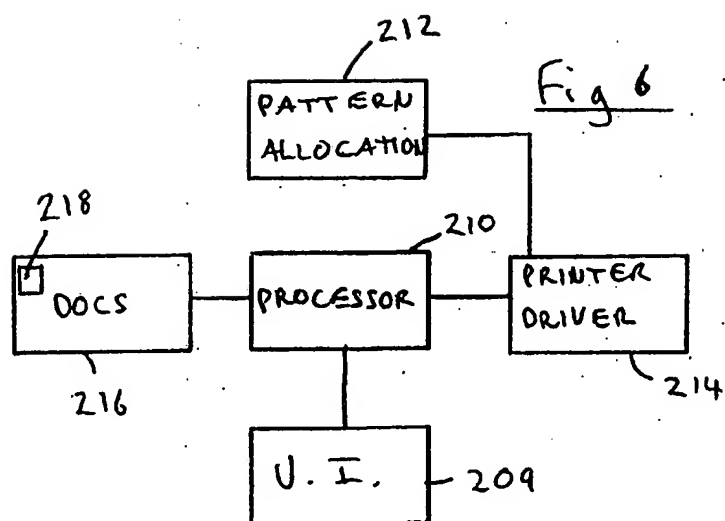 212
Fig 6
PATTERN
ALLOCATION
218
210
DOCS
PROCESSOR
PRINTER
DRIVER
216
214
U. I.
209